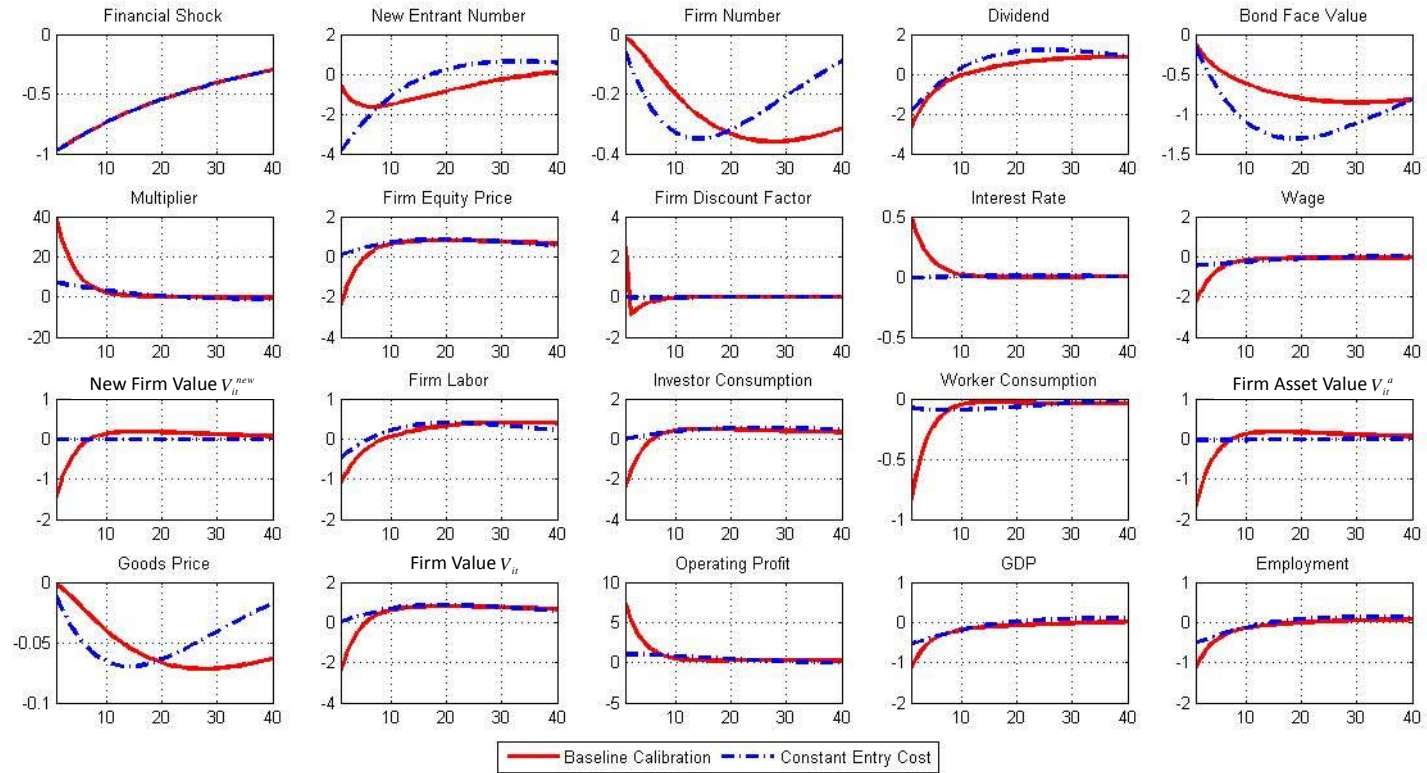 Financial Shock
New Entrant Number
Firm Number
Dividend
Bond Face Value
0
-0.5
-1
10 20 30 40
2
0
-2
-4
10 20 30 40
0
-0.2
-0.4
10 20 30 40
2
0
-2
-4
10 20 30 40
0
-0.5
-1
-1.5
10 20 30 40
Multiplier
Firm Equity Price
Firm Discount Factor
Interest Rate
Wage
40
20
0
-20
10 20 30 40
2
0
-2
-4
10 20 30 40
4
2
0
-2
10 20 30 40
0.5
0
-0.5
10 20 30 40
2
0
-2
-4
10 20 30 40
New Firm Value V_it^new
Firm Labor
Investor Consumption
Worker Consumption
Firm Asset Value V_it^a
1
0
-1
-2
10 20 30 40
2
1
0
-1
-2
10 20 30 40
2
0
-2
-4
10 20 30 40
0
-0.5
-1
10 20 30 40
1
0
-1
-2
10 20 30 40
Goods Price
Firm Value V_it
Operating Profit
GDP
Employment
0
-0.05
-0.1
10 20 30 40
2
0
-2
-4
10 20 30 40
10
5
0
-5
10 20 30 40
1
0
-1
-2
10 20 30 40
1
0
-1
-2
10 20 30 40
Baseline Calibration
Constant Entry Cost